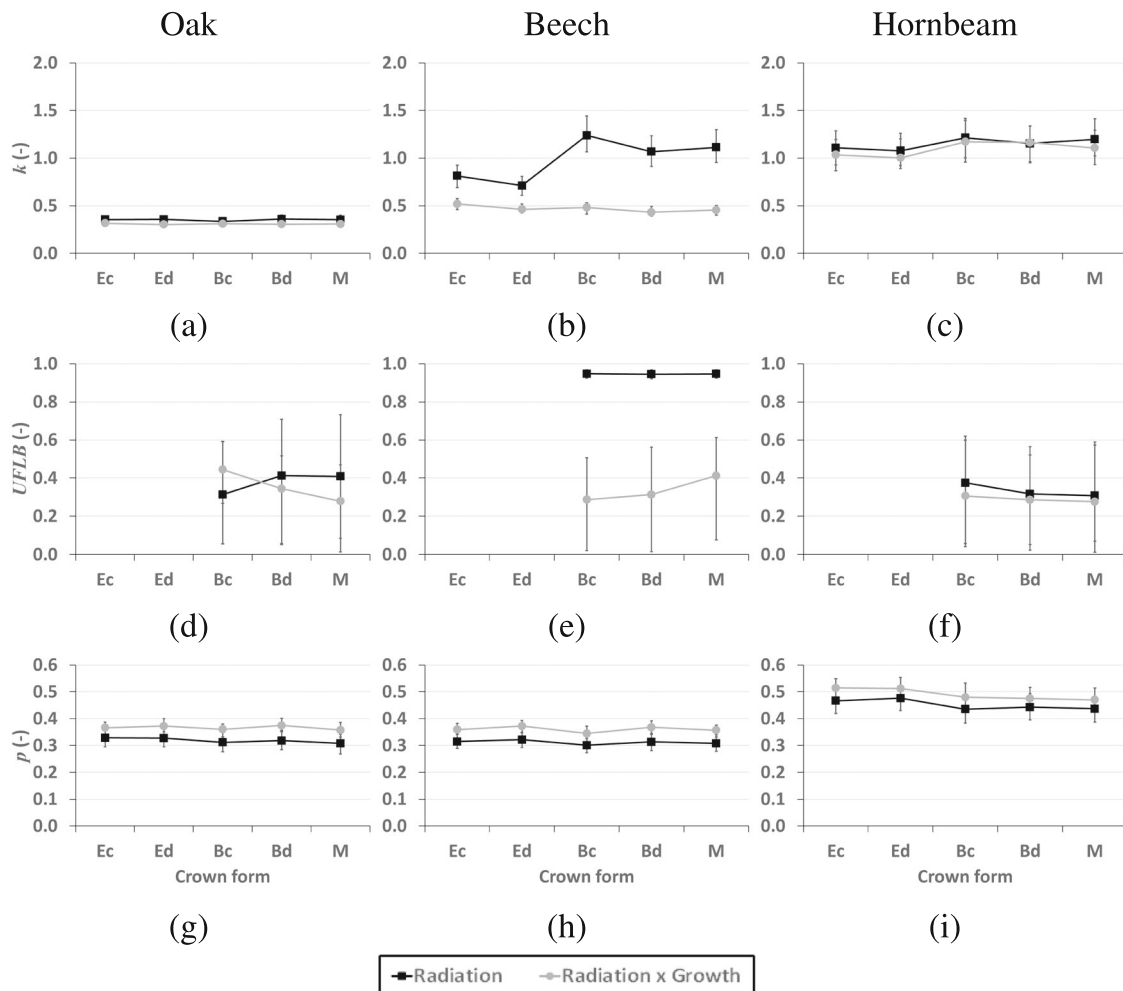 Oak Beech Hornbeam
2.0 2.0 2.0
1.5 1.5 1.5
1.0 1.0 1.0
0.5 0.5 0.5
0.0 0.0 0.0
k (-)
Ec Ed Bc Bd M Ec Ed Bc Bd M Ec Ed Bc Bd M
(a) (b) (c)
1.0 1.0 1.0
0.8 0.8 0.8
0.6 0.6 0.6
0.4 0.4 0.4
0.2 0.2 0.2
0.0 0.0 0.0
UFLB (-)
Ec Ed Bc Bd M Ec Ed Bc Bd M Ec Ed Bc Bd M
(d) (e) (f)
0.6 0.6 0.6
0.5 0.5 0.5
0.4 0.4 0.4
0.3 0.3 0.3
0.2 0.2 0.2
0.1 0.1 0.1
0.0 0.0 0.0
p (-)
Ec Ed Bc Bd M Ec Ed Bc Bd M Ec Ed Bc Bd M
Crown form Crown form Crown form
(g) (h) (i)
Radiation Radiation x Growth